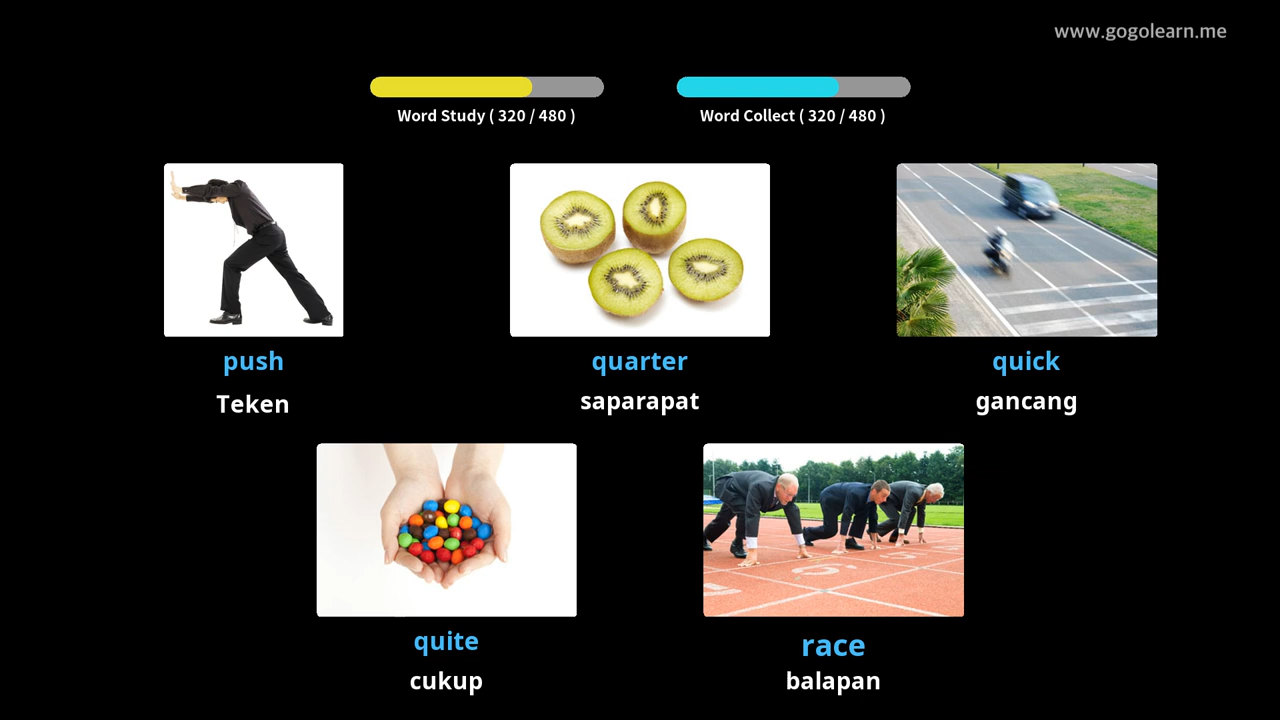 www.gogolearn.me
Word Study ( 320 / 480 )
Word Collect ( 320 / 480 )
push
Teken
quarter
saparapat
quick
gancang
quite
cukup
race
balapan